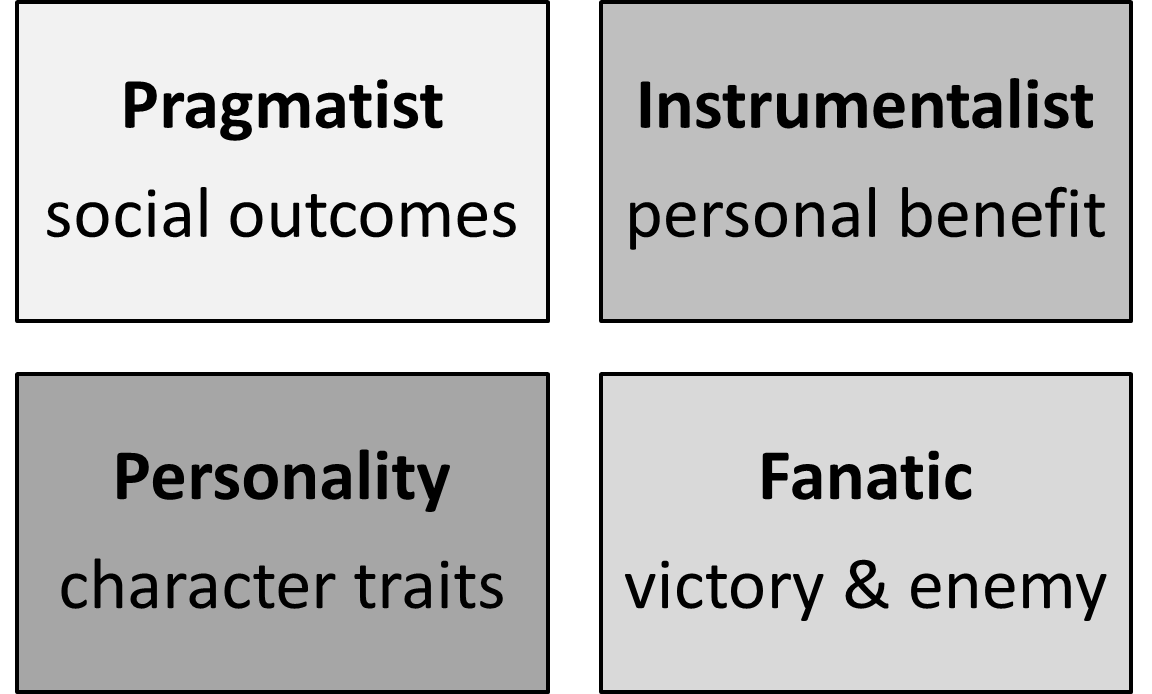 Pragmatist
social outcomes
Instrumentalist
personal benefit
Personality
character traits
Fanatic
victory & enemy